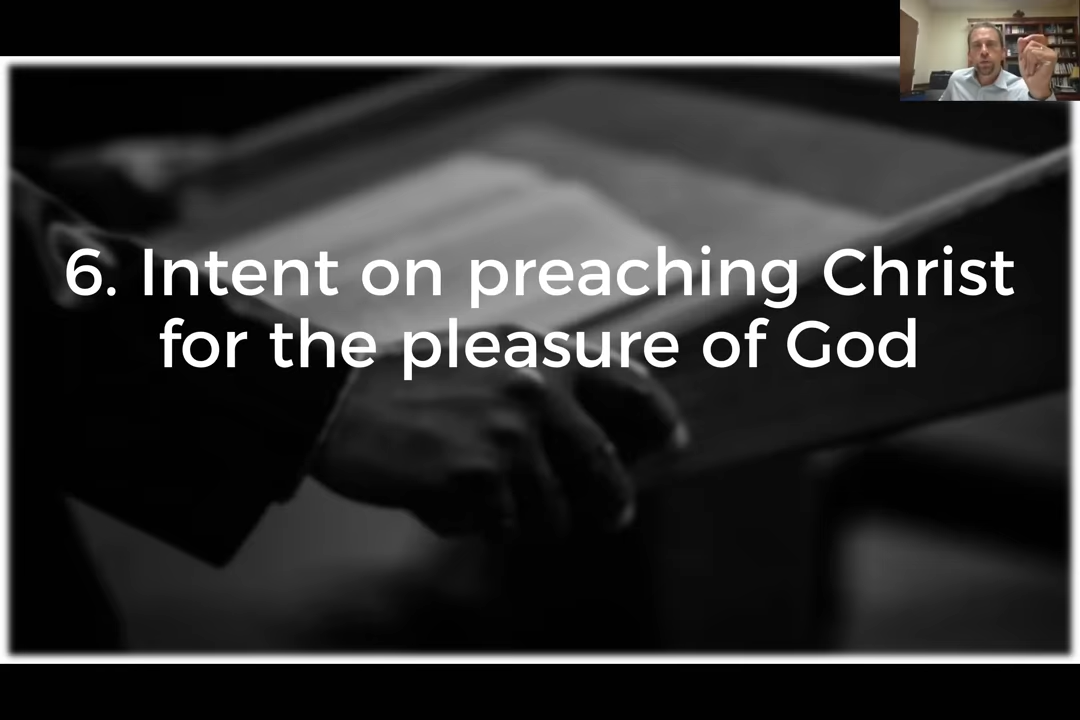 6. Intent on preaching Christ
for the pleasure of God